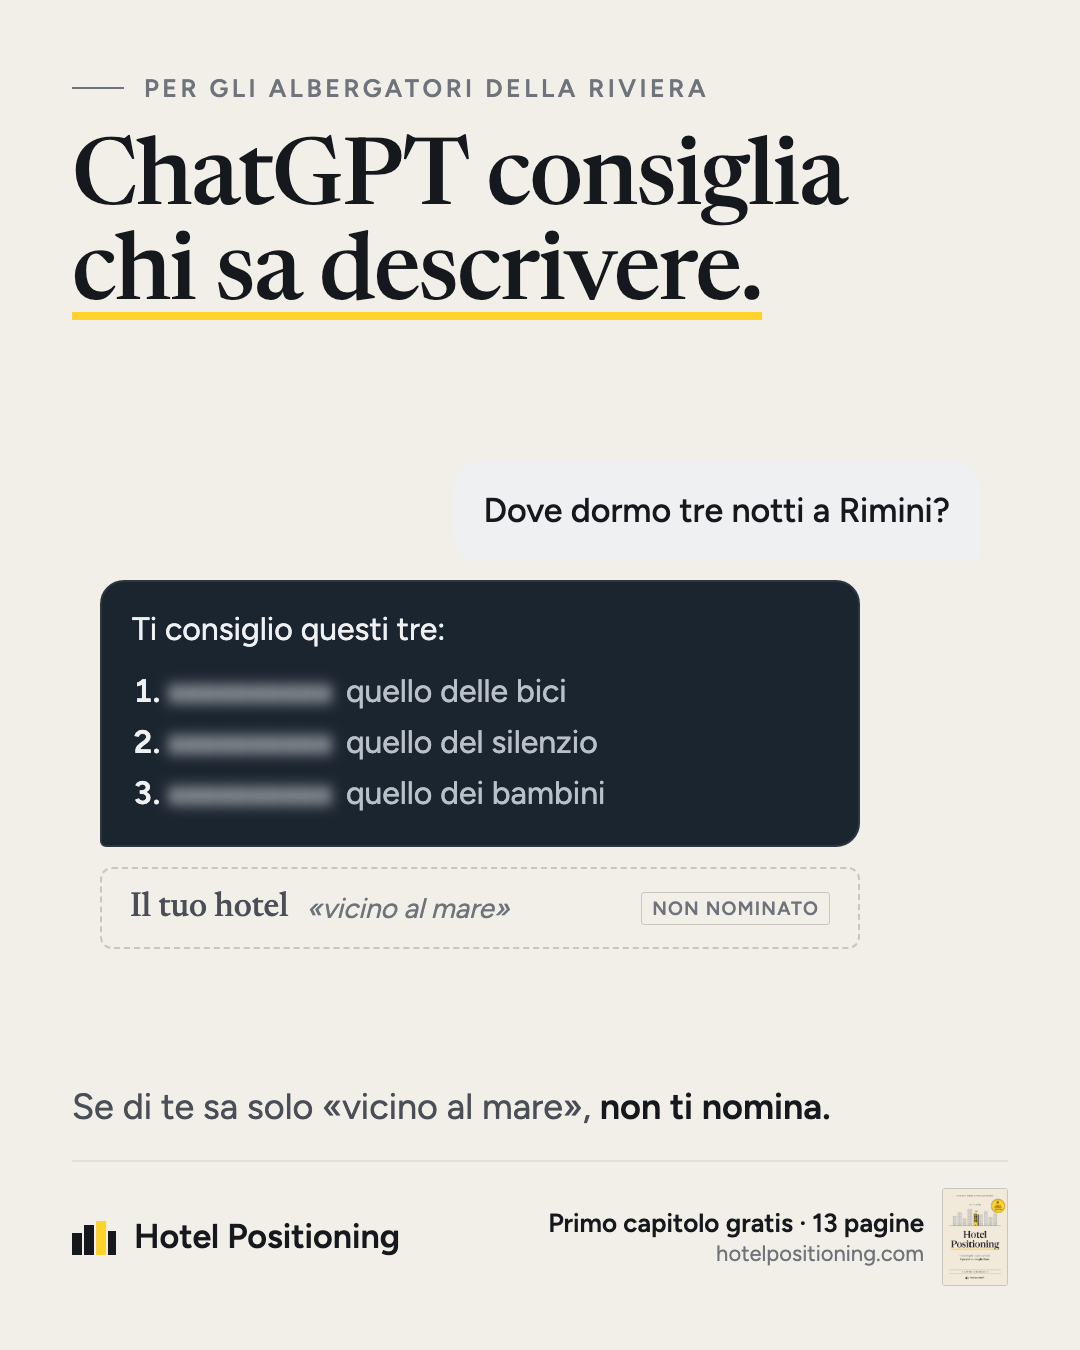 PER GLI ALBERGATORI DELLA RIVIERA
ChatGPT consiglia
chi sa descrivere.
Dove dormo tre notti a Rimini?
Ti consiglio questi tre:
1. quello delle bici
2. quello del silenzio
3. quello dei bambini
Il tuo hotel «vicino al mare» NON NOMINATO
Se di te sa solo «vicino al mare», non ti nomina.
Hotel Positioning
Primo capitolo gratis · 13 pagine
hotelpositioning.com
Hotel
Positioning